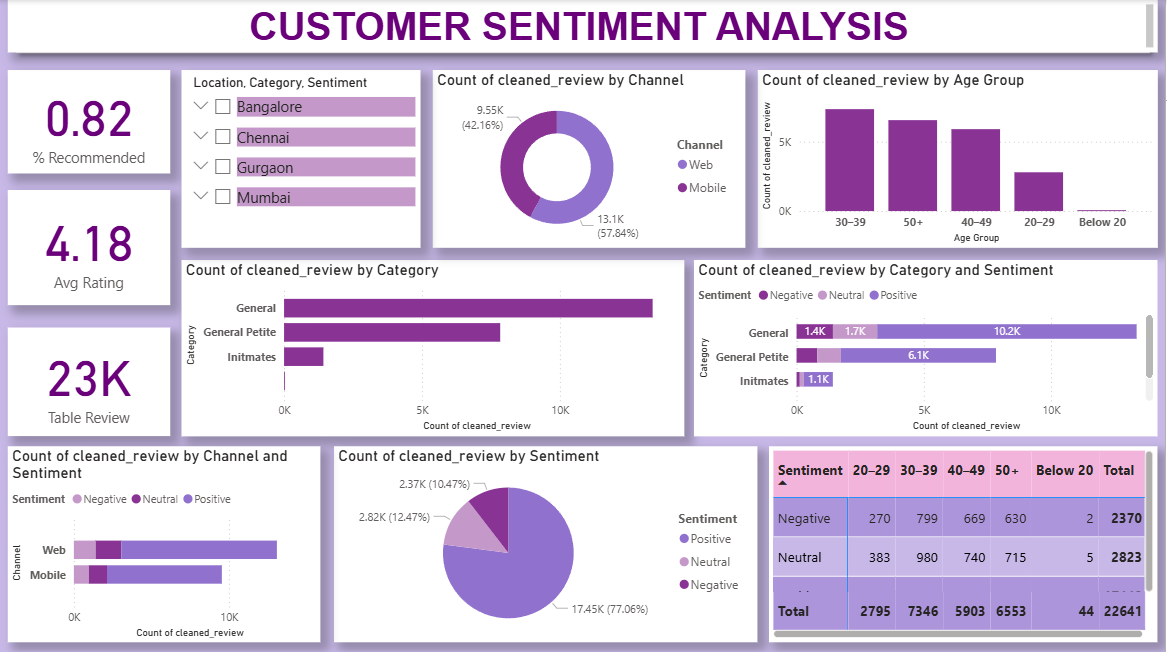 CUSTOMER SENTIMENT ANALYSIS
0.82
% Recommended
4.18
Avg Rating
23K
Table Review
Location, Category, Sentiment
Bangalore
Chennai
Gurgaon
Mumbai
Count of cleaned_review by Channel
9.55K
(42.16%)
13.1K
(57.84%)
Channel
Web
Mobile
Count of cleaned_review by Age Group
Count of cleaned_review
5K
0K
30–39 50+ 40–49 20–29 Below 20
Age Group
Count of cleaned_review by Category
Category
General
General Petite
Initmates
0K 5K 10K
Count of cleaned_review
Count of cleaned_review by Category and Sentiment
Sentiment Negative Neutral Positive
Category
General 1.4K 1.7K 10.2K
General Petite 6.1K
Initmates 1.1K
0K 5K 10K
Count of cleaned_review
Count of cleaned_review by Channel and
Sentiment
Sentiment Negative Neutral Positive
Channel
Web
Mobile
0K 10K
Count of cleaned_review
Count of cleaned_review by Sentiment
2.37K (10.47%)
2.82K (12.47%)
17.45K (77.06%)
Sentiment
Positive
Neutral
Negative
Sentiment 20–29 30–39 40–49 50+ Below 20 Total
Negative 270 799 669 630 2 2370
Neutral 383 980 740 715 5 2823
Total 2795 7346 5903 6553 44 22641